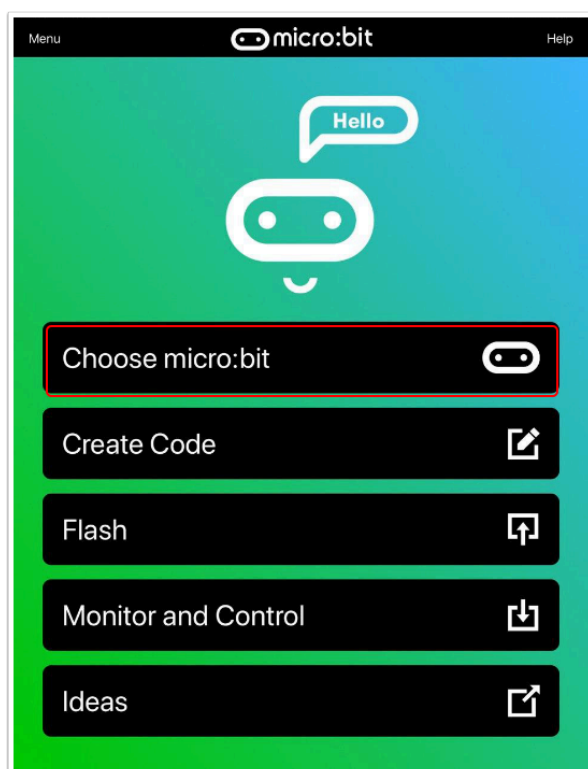 Menu
micro:bit
Help
Hello
Choose micro:bit
Create Code
Flash
Monitor and Control
Ideas